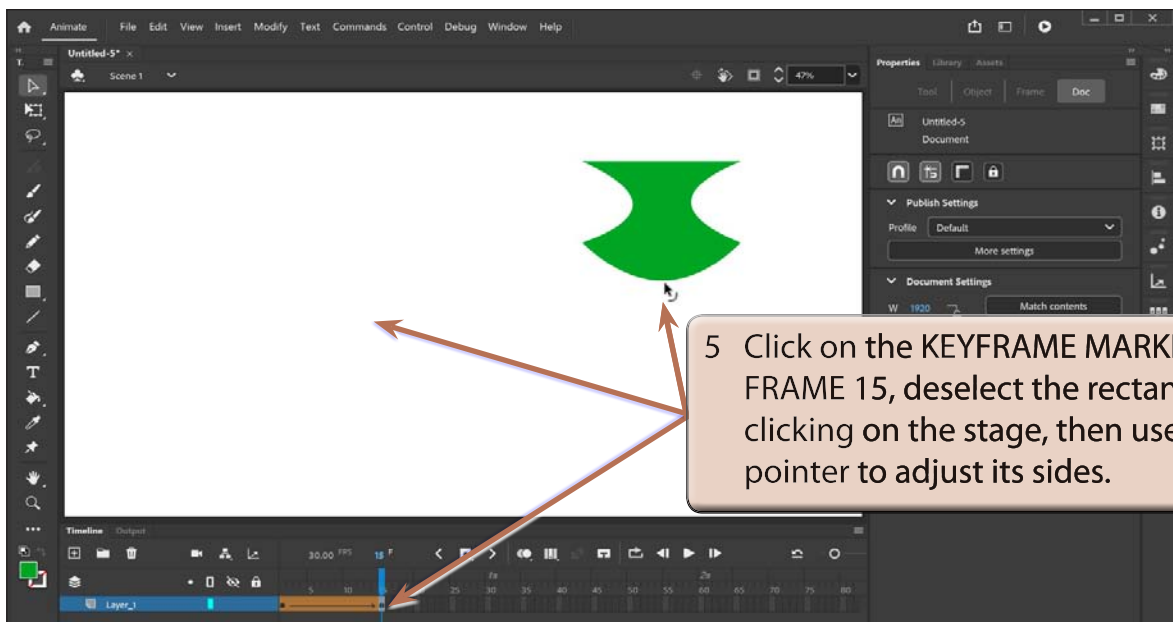 Animate File Edit View Insert Modify Text Commands Control Debug Window Help
Untitled-5* ×
Scene 1
47%
Properties Library Assets
Tool Object Frame Doc
An Untitled-5
Document
Publish Settings
Profile Default
More settings
Document Settings
W 1920 Match contents
5 Click on the KEYFRAME
FRAME 15, deselect the
clicking on the stage, then
pointer to adjust its sides.
Timeline Output
30.00 FPS 15 F
1s 2s
5 10 25 30 35 40 45 50 55 60 65 70 75 80
Layer_1